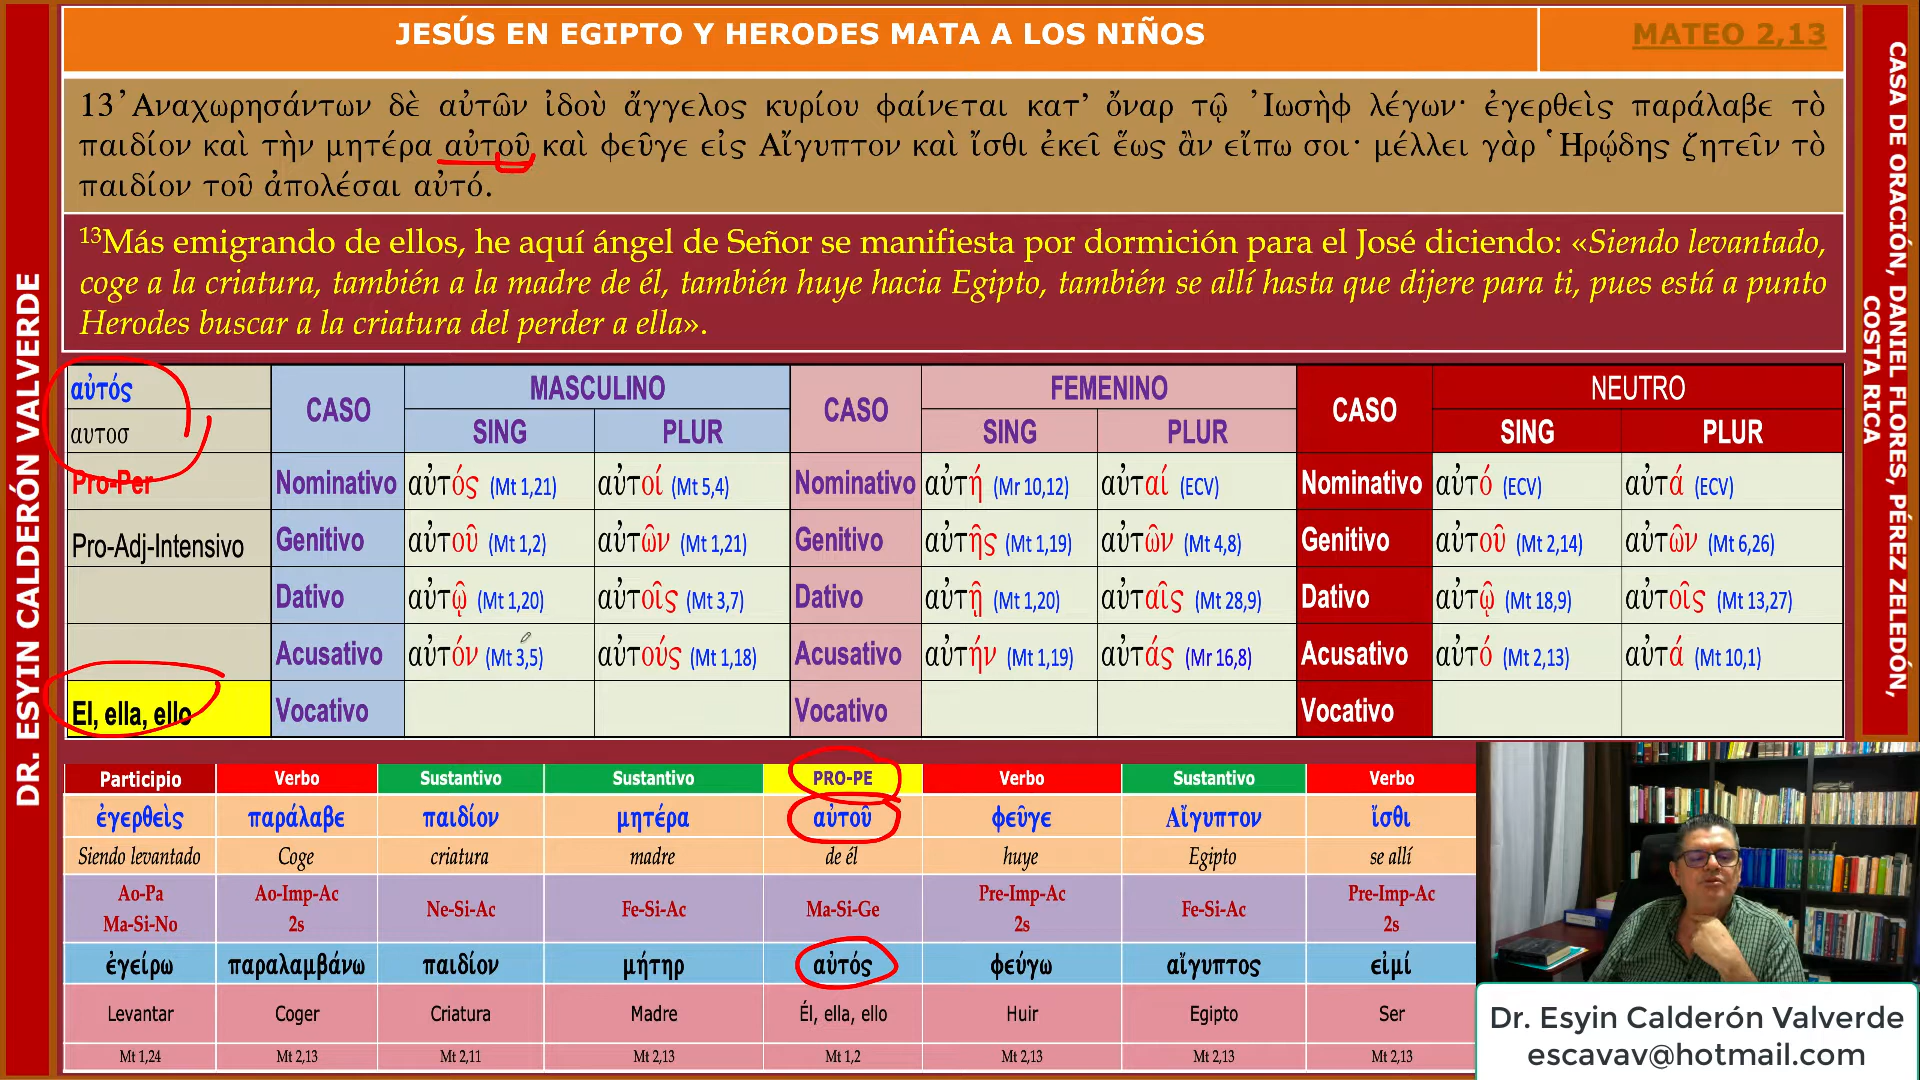 JESÚS EN EGIPTO Y HERODES MATA A LOS NIÑOS
MATEO 2,13
13 ᾿Αναχωρησάντων δὲ αὐτῶν ἰδοὺ ἄγγελος κυρίου φαίνεται κατ’ ὄναρ τῷ ᾿Ιωσὴφ λέγων· ἐγερθεὶς παράλαβε τὸ
παιδίον καὶ τὴν μητέρα αὐτοῦ καὶ φεῦγε εἰς Αἴγυπτον καὶ ἴσθι ἐκεῖ ἕως ἂν εἴπω σοι· μέλλει γὰρ ῾Ηρῴδης ζητεῖν τὸ
παιδίον τοῦ ἀπολέσαι αὐτό.
13Más emigrando de ellos, he aquí ángel de Señor se manifiesta por dormición para el José diciendo: «Siendo levantado,
coge a la criatura, también a la madre de él, también huye hacia Egipto, también se allí hasta que dijere para ti, pues está a punto
Herodes buscar a la criatura del perder a ella».
αὐτός CASO MASCULINO CASO FEMENINO CASO NEUTRO
αυτοσ SING PLUR SING PLUR SING PLUR
Pro-Per Nominativo αὐτός (Mt 1,21) αὐτοί (Mt 5,4) Nominativo αὐτή (Mr 10,12) αὐταί (ECV) Nominativo αὐτό (ECV) αὐτά (ECV)
Pro-Adj-Intensivo Genitivo αὐτοῦ (Mt 1,2) αὐτῶν (Mt 1,21) Genitivo αὐτῆς (Mt 1,19) αὐτῶν (Mt 4,8) Genitivo αὐτοῦ (Mt 2,14) αὐτῶν (Mt 6,26)
Dativo αὐτῷ (Mt 1,20) αὐτοῖς (Mt 3,7) Dativo αὐτῇ (Mt 1,20) αὐταῖς (Mt 28,9) Dativo αὐτῷ (Mt 18,9) αὐτοῖς (Mt 13,27)
Acusativo αὐτόν (Mt 3,5) αὐτούς (Mt 1,18) Acusativo αὐτήν (Mt 1,19) αὐτάς (Mr 16,8) Acusativo αὐτό (Mt 2,13) αὐτά (Mt 10,1)
El, ella, ello Vocativo Vocativo Vocativo
Participio Verbo Sustantivo Sustantivo PRO-PE Verbo Sustantivo Verbo
ἐγερθεὶς παράλαβε παιδίον μητέρα αὐτοῦ φεῦγε Αἴγυπτον ἴσθι
Siendo levantado Coge criatura madre de él huye Egipto se allí
Ao-Pa Ao-Imp-Ac Ne-Si-Ac Fe-Si-Ac Ma-Si-Ge Pre-Imp-Ac Fe-Si-Ac Pre-Imp-Ac
Ma-Si-No 2s 2s 2s
ἐγείρω παραλαμβάνω παιδίον μήτηρ αὐτός φεύγω αἴγυπτος εἰμί
Levantar Coger Criatura Madre Él, ella, ello Huir Egipto Ser
Mt 1,24 Mt 2,13 Mt 2,11 Mt 2,13 Mt 1,2 Mt 2,13 Mt 2,13 Mt 2,13
DR. ESYIN CALDERÓN VALVERDE
CASA DE ORACIÓN, DANIEL FLORES, PÉREZ ZELEDÓN,
COSTA RICA
Dr. Esyin Calderón Valverde
escavav@hotmail.com